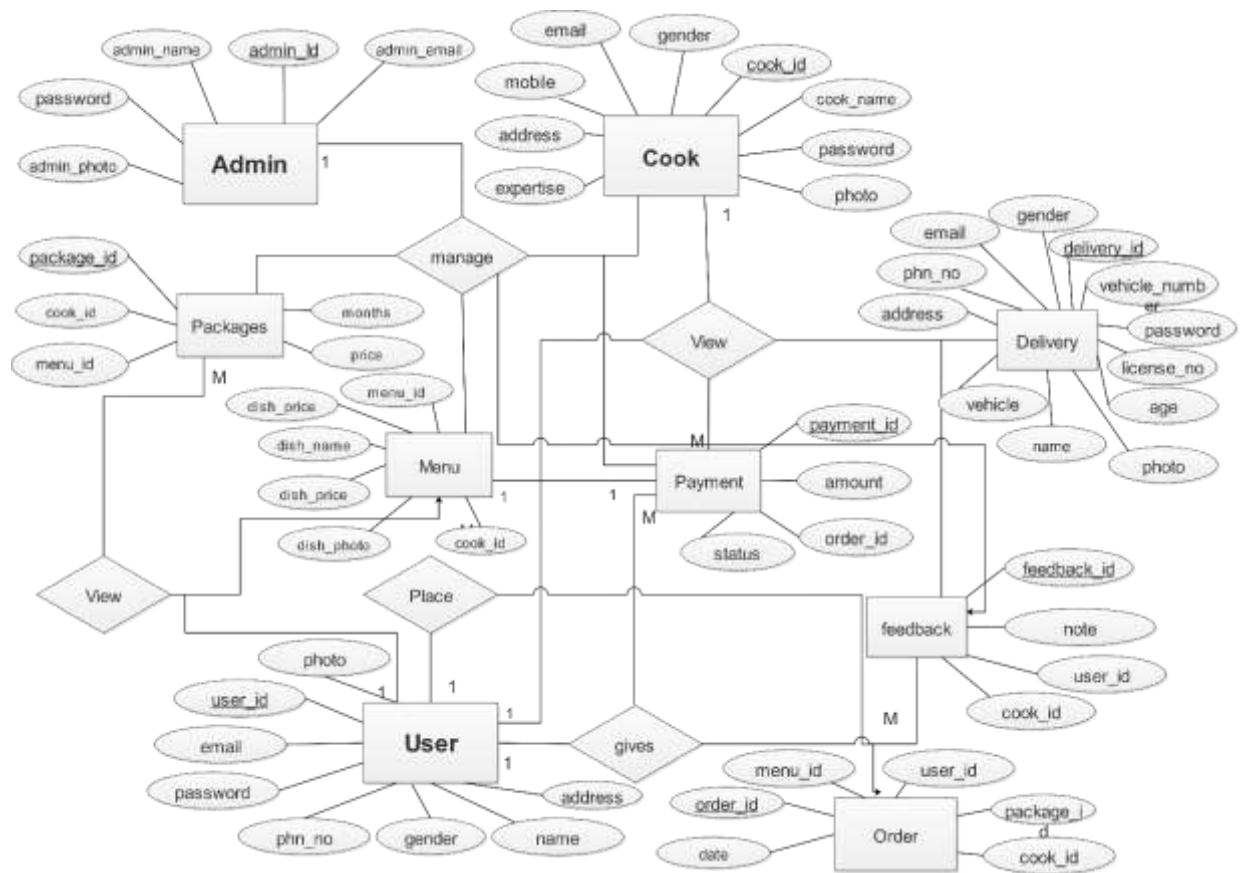 email
gender
admin_name
admin_Id
admin_email
cook_id
mobile
cook_name
password
Admin
1
address
Cook
password
admin_photo
expertise
photo
1
gender
email
delivery_id
package_id
manage
phn_no
vehicle_numb
er
cook_id
months
address
password
Packages
View
Delivery
menu_id
price
license_no
M
menu_id
dish_price
vehicle
age
payment_id
name
dish_name
M
photo
Menu
Payment
amount
dish_price
1
1
M
dish_photo
cook_id
status
order_id
feedback_id
View
Place
feedback
note
photo
user_id
1
1
user_id
cook_id
1
M
email
User
gives
1
menu_id
user_id
password
address
order_id
package_i
d
phn_no
gender
name
Order
date
cook_id